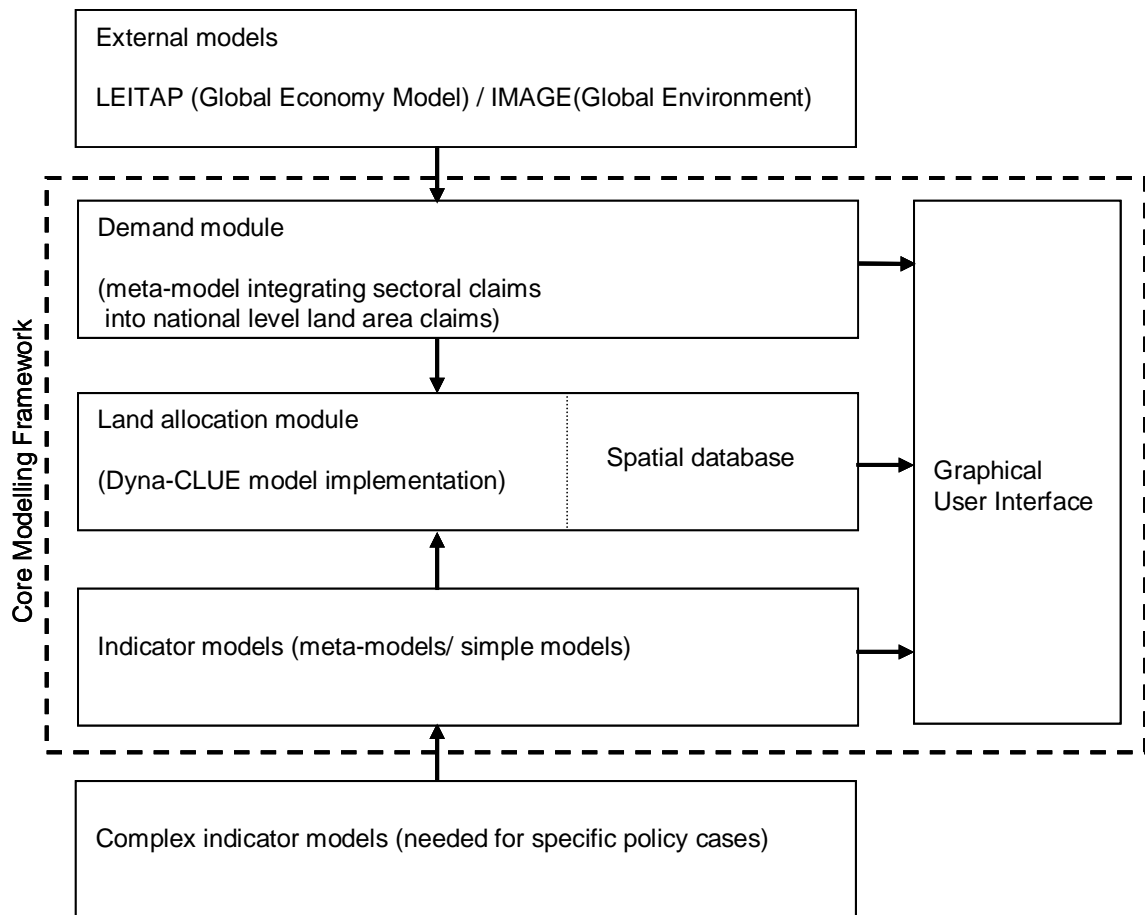 External models
LEITAP (Global Economy Model) / IMAGE(Global Environment)
Core Modelling Framework
Demand module
(meta-model integrating sectoral claims
into national level land area claims)
Land allocation module
(Dyna-CLUE model implementation)
Spatial database
Graphical
User Interface
Indicator models (meta-models/ simple models)
Complex indicator models (needed for specific policy cases)